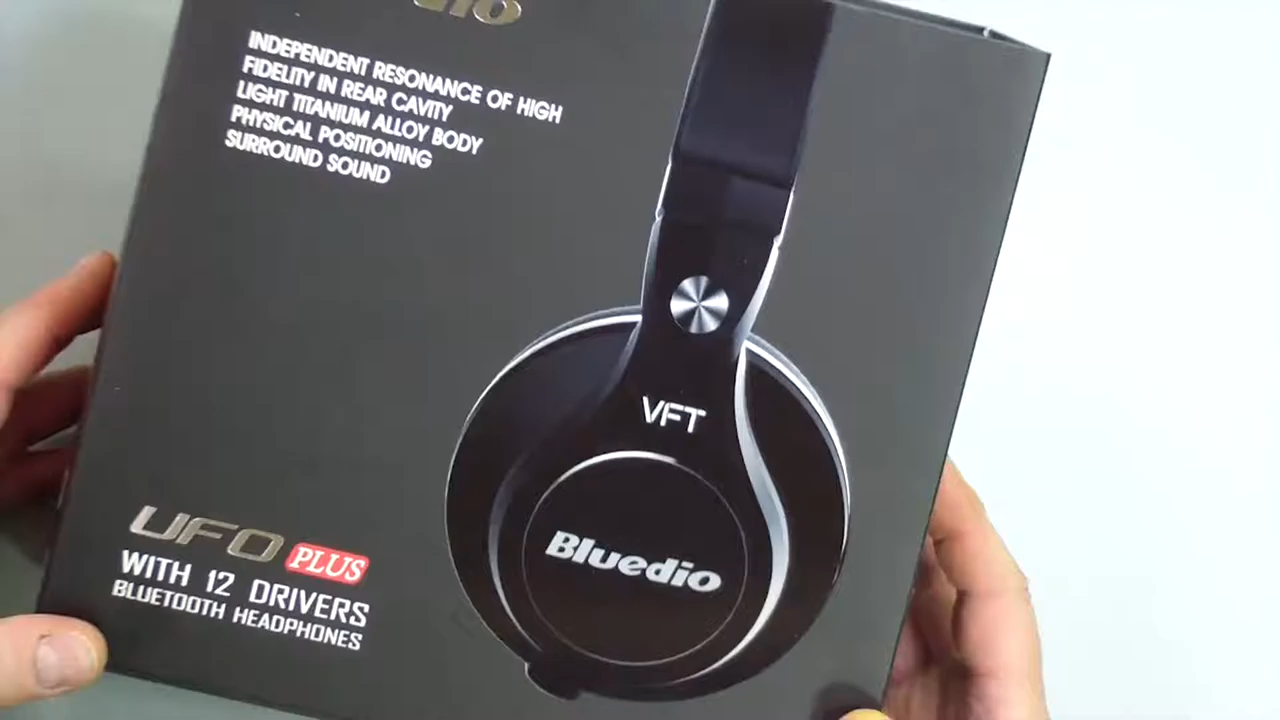 INDEPENDENT RESONANCE OF HIGH
FIDELITY IN REAR CAVITY
LIGHT TITANIUM ALLOY BODY
PHYSICAL POSITIONING
SURROUND SOUND
VFT
Bluedio
UFO PLUS
WITH 12 DRIVERS
BLUETOOTH HEADPHONES